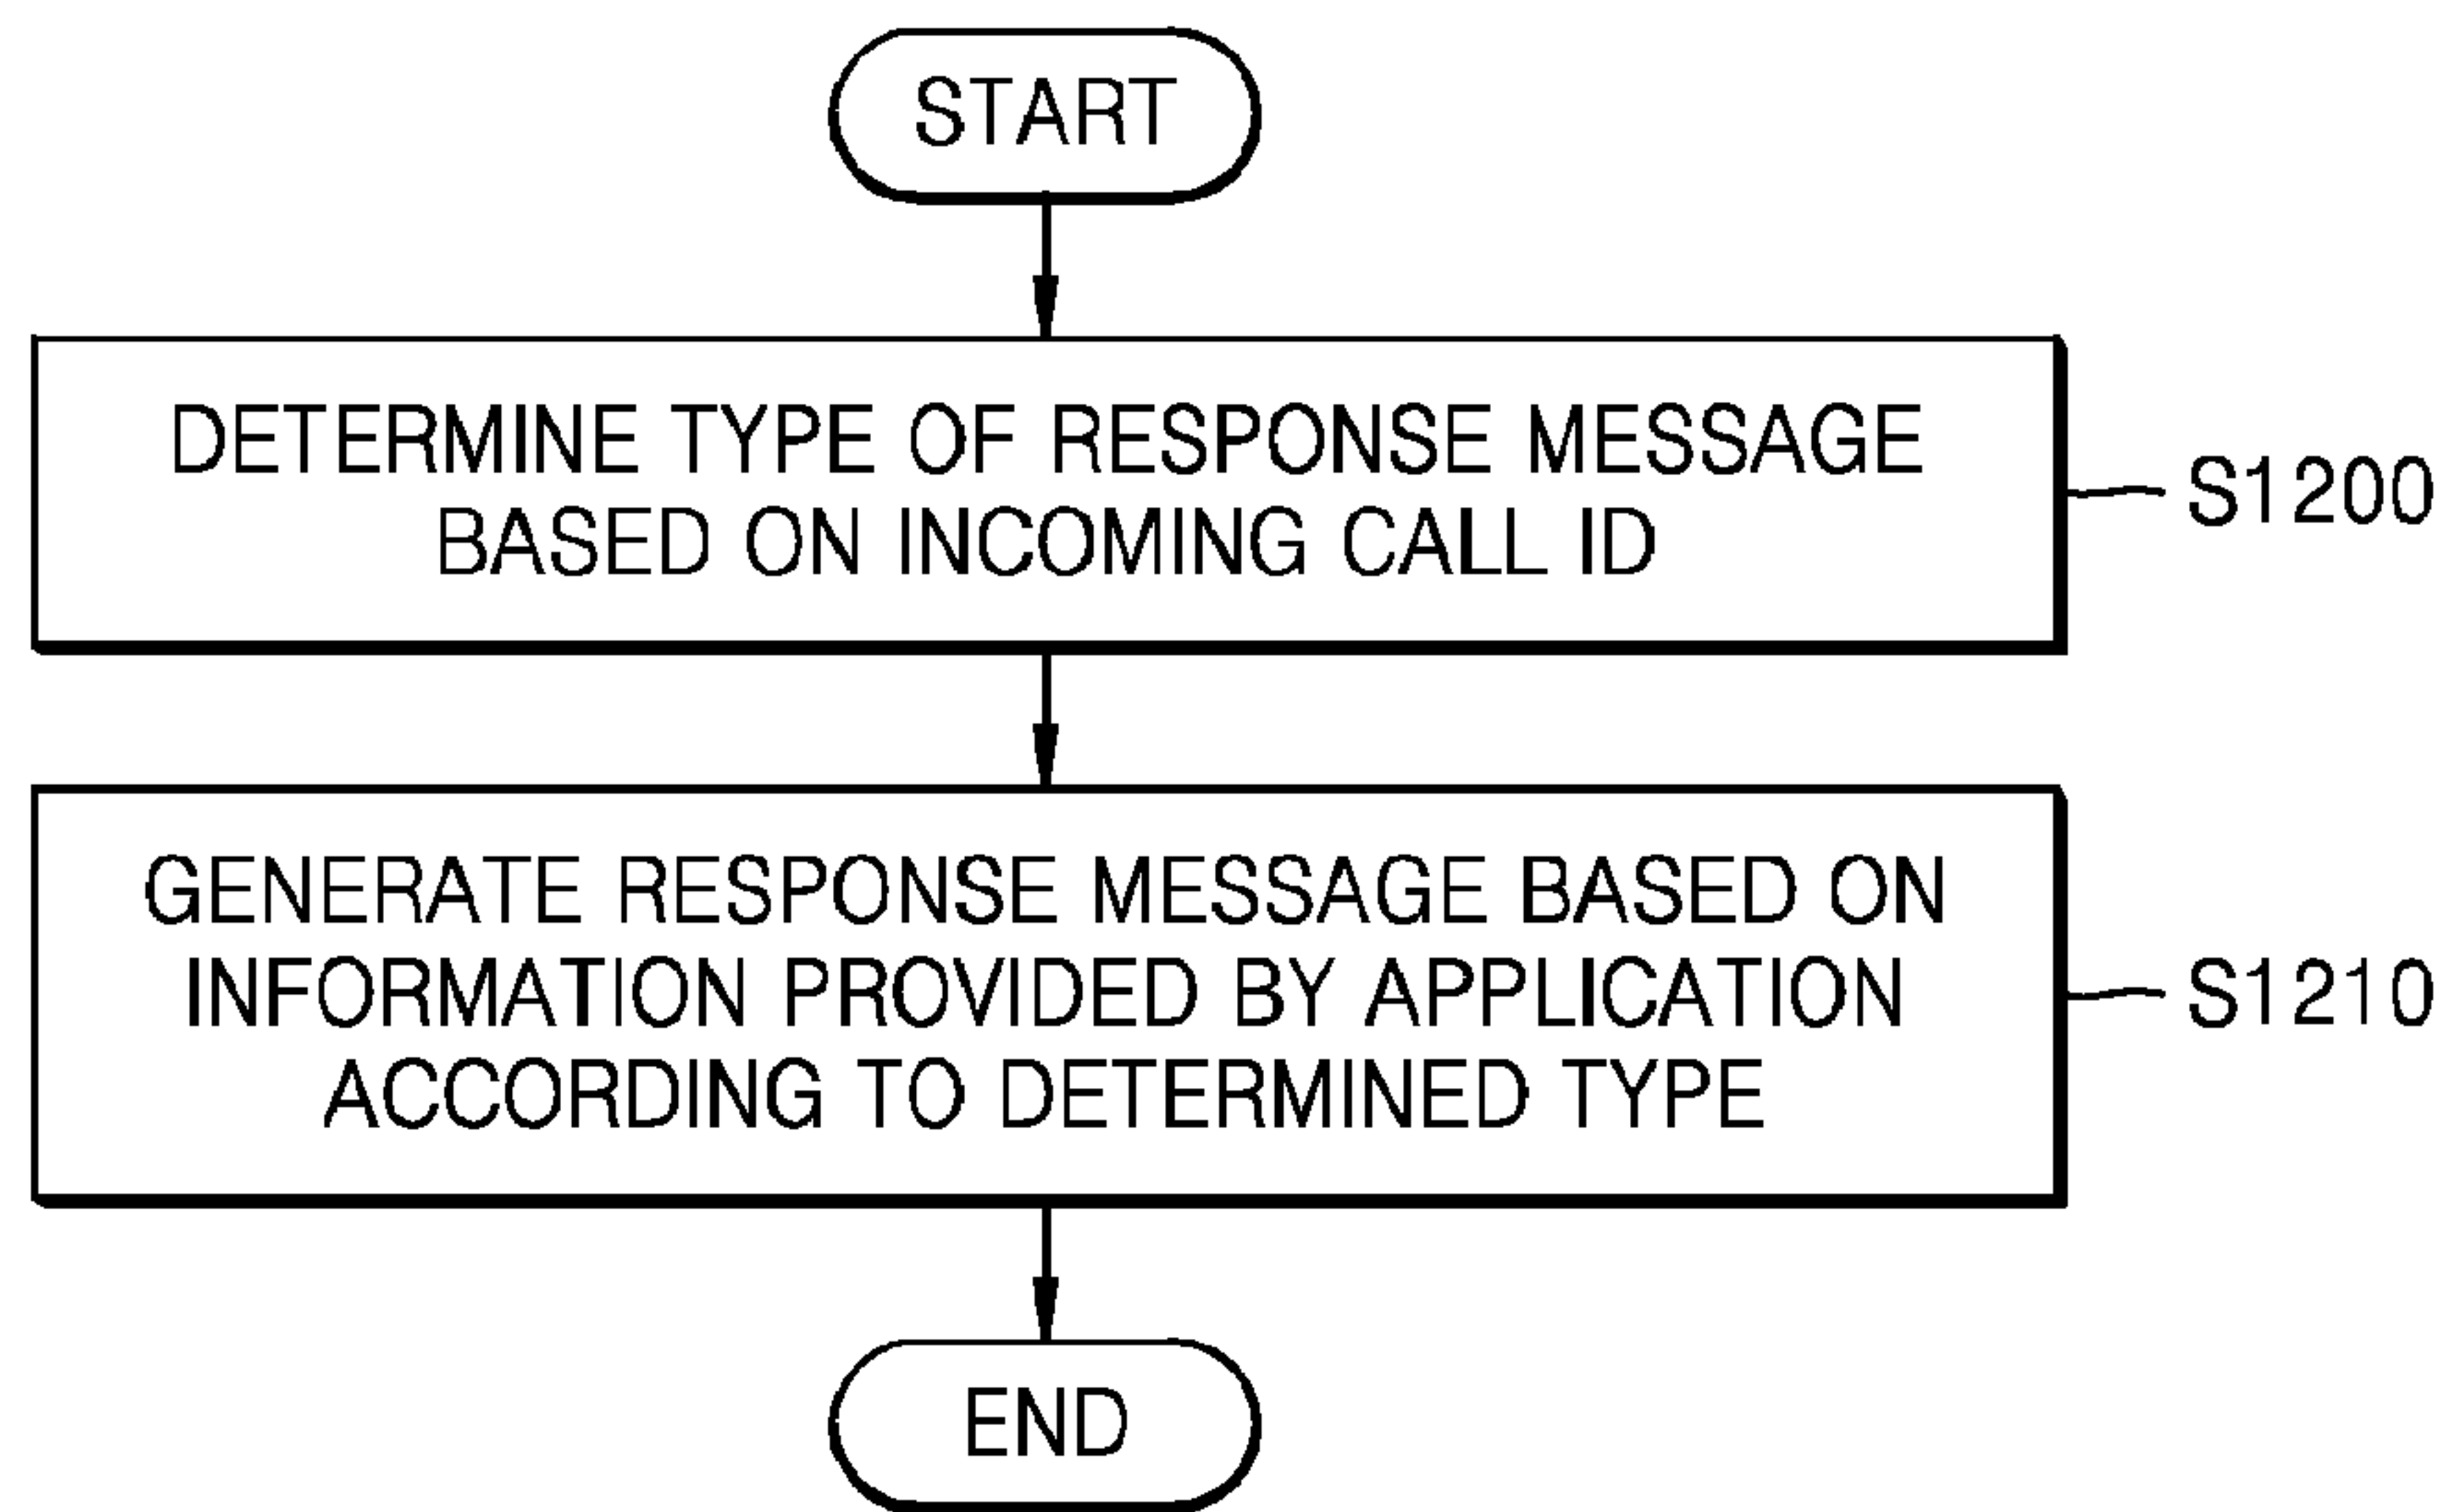 START
DETERMINE TYPE OF RESPONSE MESSAGE
BASED ON INCOMING CALL ID
S1200
GENERATE RESPONSE MESSAGE BASED ON
INFORMATION PROVIDED BY APPLICATION
ACCORDING TO DETERMINED TYPE
S1210
END